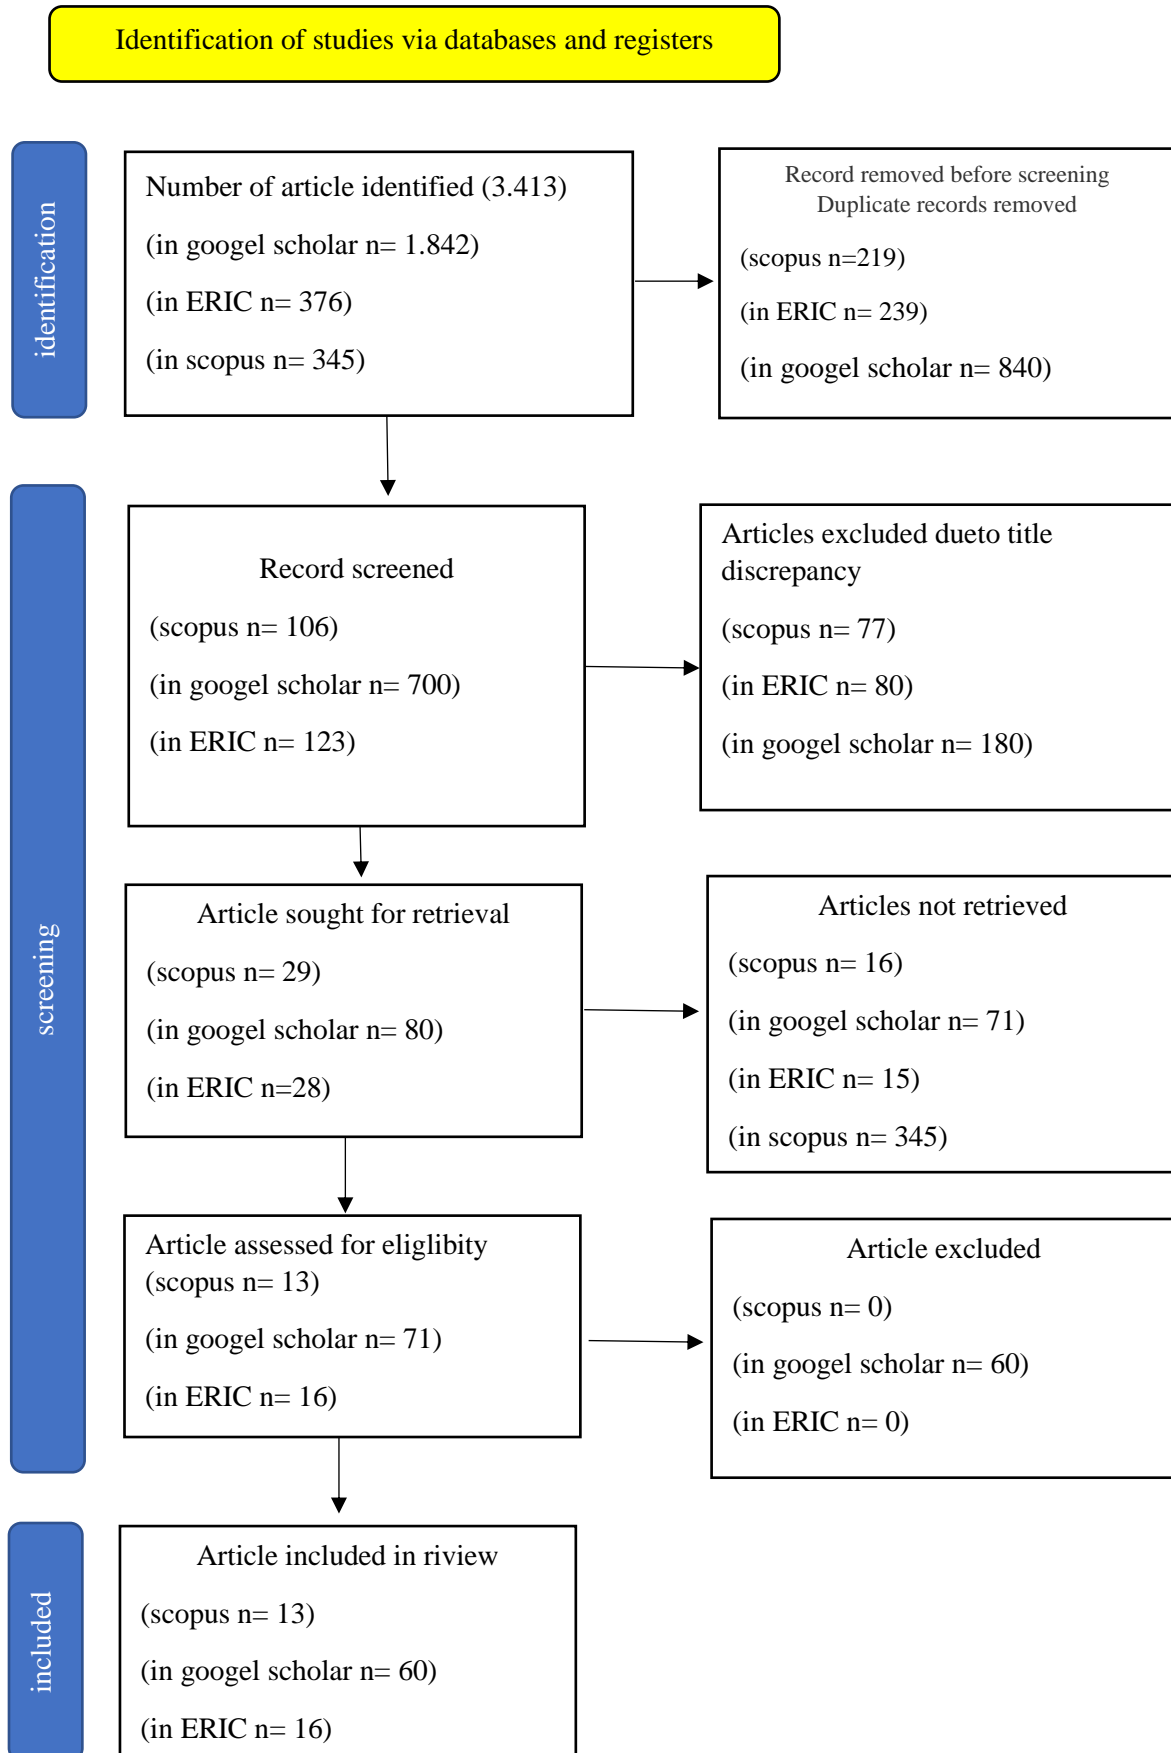 Identification of studies via databases and registers
identification
Number of article identified (3.413)
(in googel scholar n= 1.842)
(in ERIC n= 376)
(in scopus n= 345)
Record removed before screening
Duplicate records removed
(scopus n=219)
(in ERIC n= 239)
(in googel scholar n= 840)
screening
Record screened
(scopus n= 106)
(in googel scholar n= 700)
(in ERIC n= 123)
Articles excluded dueto title
discrepancy
(scopus n= 77)
(in ERIC n= 80)
(in googel scholar n= 180)
Article sought for retrieval
(scopus n= 29)
(in googel scholar n= 80)
(in ERIC n=28)
Articles not retrieved
(scopus n= 16)
(in googel scholar n= 71)
(in ERIC n= 15)
(in scopus n= 345)
Article assessed for eliglibity
(scopus n= 13)
(in googel scholar n= 71)
(in ERIC n= 16)
Article excluded
(scopus n= 0)
(in googel scholar n= 60)
(in ERIC n= 0)
included
Article included in riview
(scopus n= 13)
(in googel scholar n= 60)
(in ERIC n= 16)